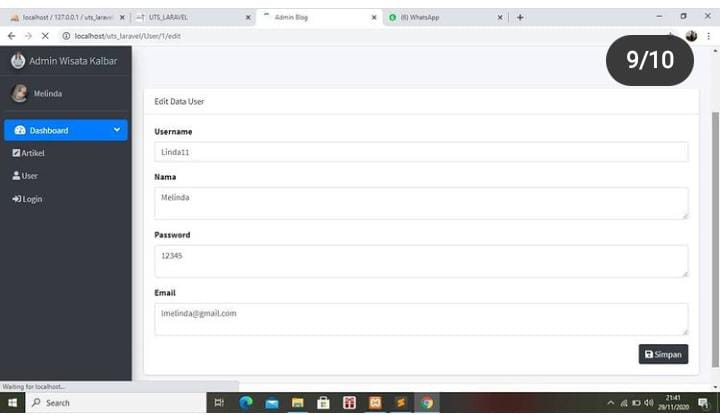 localhost / 127.0.0.1 / uts_laravel
UTS_LARAVEL
Admin Blog
(6) WhatsApp
localhost/uts_laravel/User/1/edit
9/10
Admin Wisata Kalbar
Melinda
Dashboard
Artikel
User
Login
Edit Data User
Username
Linda11
Nama
Melinda
Password
12345
Email
lmelinda@gmail.com
Simpan
Waiting for localhost...
Search
21:41
29/11/2020